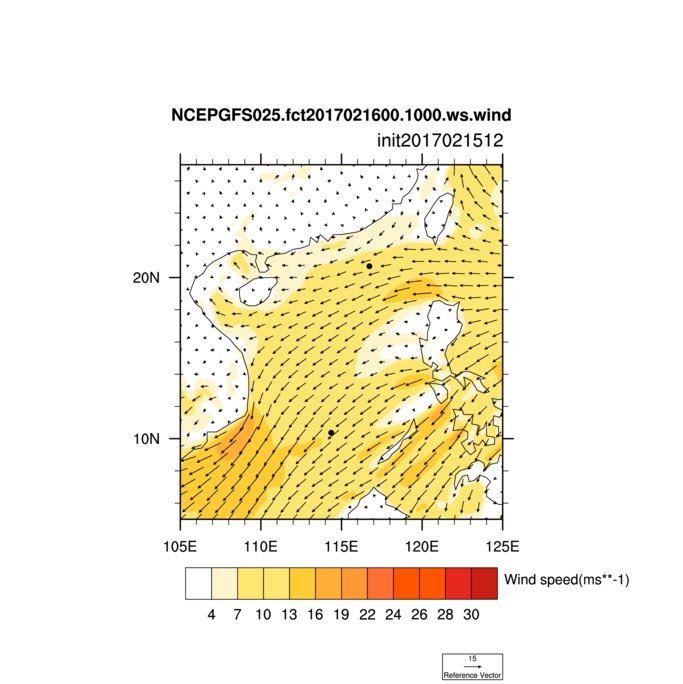 NCEPGFS025.fct2017021600.1000.ws.wind
init2017021512
20N
10N
105E 110E 115E 120E 125E
Wind speed(ms**-1)
4 7 10 13 16 19 22 24 26 28 30
15
Reference Vector